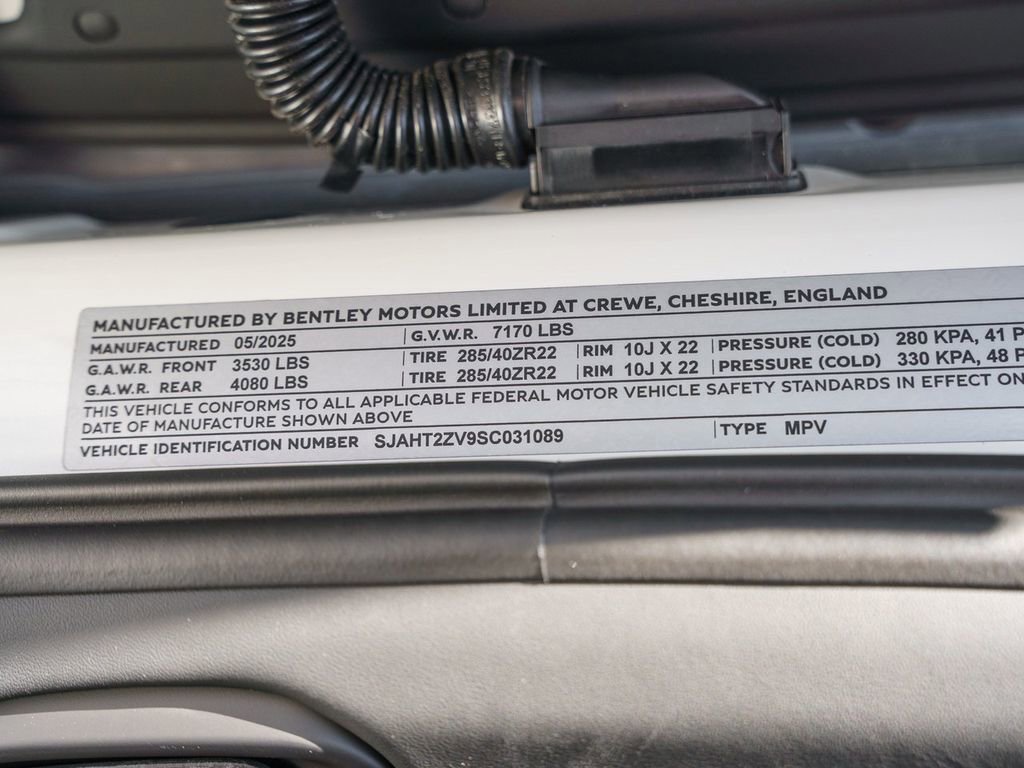 MANUFACTURED BY BENTLEY MOTORS LIMITED AT CREWE, CHESHIRE, ENGLAND
MANUFACTURED 05/2025 G.V.W.R. 7170 LBS
G.A.W.R. FRONT 3530 LBS TIRE 285/40ZR22 RIM 10J X 22 PRESSURE (COLD) 280 KPA, 41 P
G.A.W.R. REAR 4080 LBS TIRE 285/40ZR22 RIM 10J X 22 PRESSURE (COLD) 330 KPA, 48 P
THIS VEHICLE CONFORMS TO ALL APPLICABLE FEDERAL MOTOR VEHICLE SAFETY STANDARDS IN EFFECT ON
DATE OF MANUFACTURE SHOWN ABOVE
VEHICLE IDENTIFICATION NUMBER SJAHT2ZV9SC031089 TYPE MPV